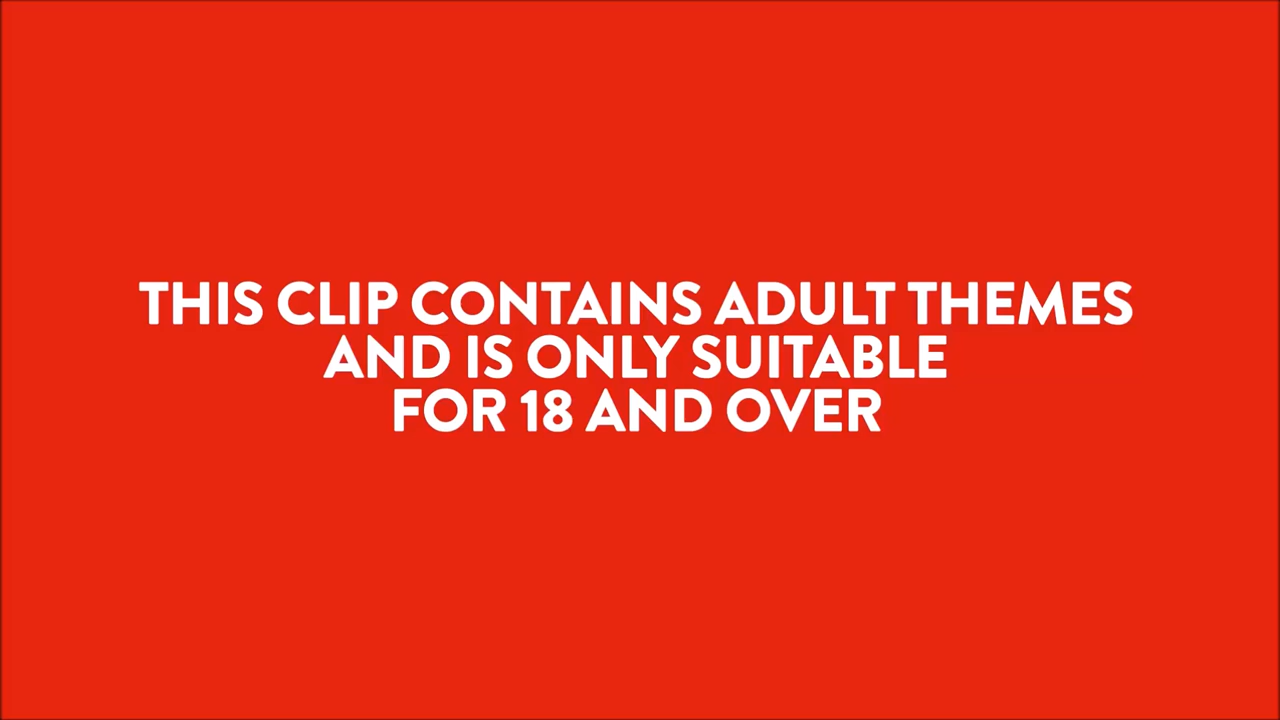 THIS CLIP CONTAINS ADULT THEMES
AND IS ONLY SUITABLE
FOR 18 AND OVER